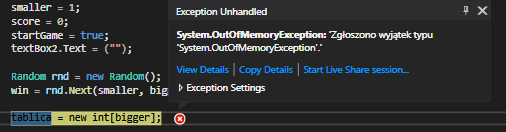 smaller = 1;
score = 0;
startGame = true;
textBox2.Text = ("");
Random rnd = new Random();
win = rnd.Next(smaller, big
tablica = new int[bigger];
Exception Unhandled
System.OutOfMemoryException: 'Zgłoszono wyjątek typu
'System.OutOfMemoryException'.'
View Details | Copy Details | Start Live Share session...
Exception Settings